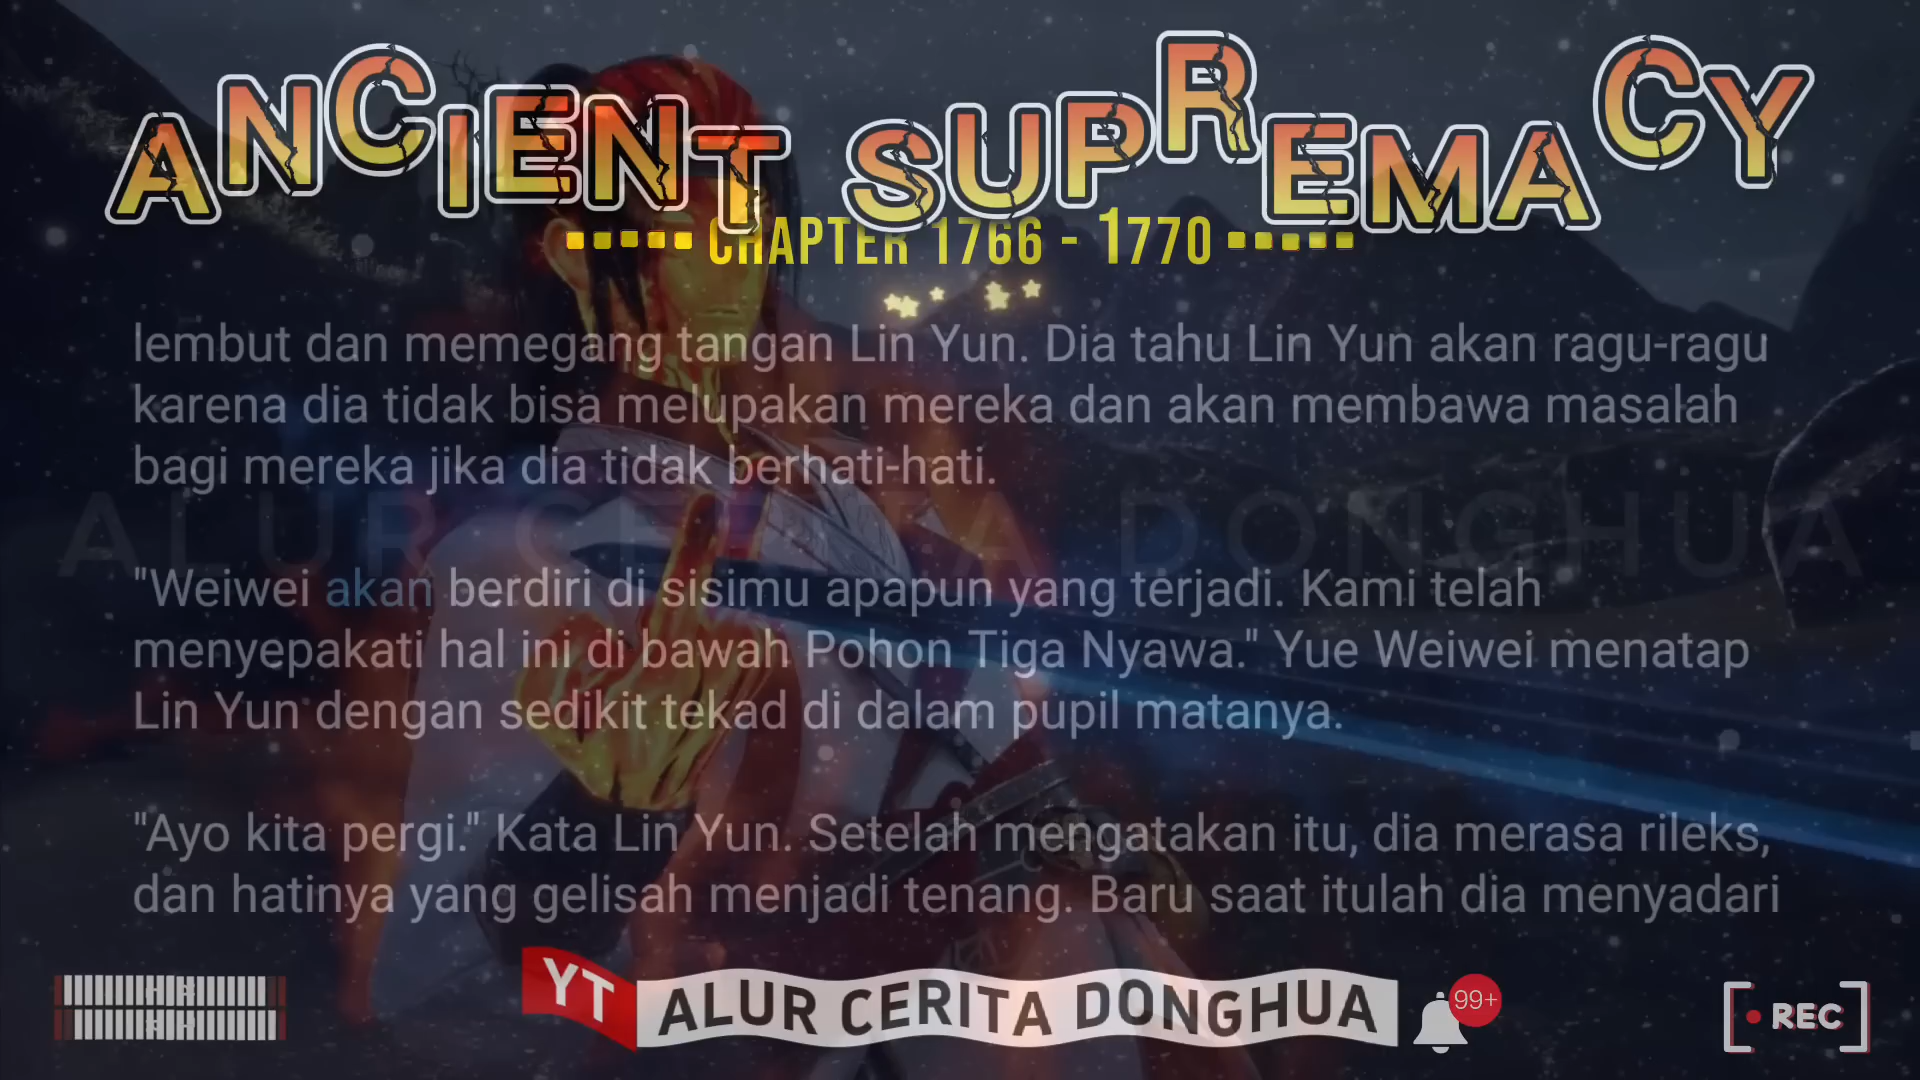 ANCIENT SUPREMACY
CHAPTER 1766 - 1770
lembut dan memegang tangan Lin Yun. Dia tahu Lin Yun akan ragu-ragu
karena dia tidak bisa melupakan mereka dan akan membawa masalah
bagi mereka jika dia tidak berhati-hati.
ALUR CERITA DONGHUA
"Weiwei akan berdiri di sisimu apapun yang terjadi. Kami telah
menyepakati hal ini di bawah Pohon Tiga Nyawa." Yue Weiwei menatap
Lin Yun dengan sedikit tekad di dalam pupil matanya.
"Ayo kita pergi." Kata Lin Yun. Setelah mengatakan itu, dia merasa rileks,
dan hatinya yang gelisah menjadi tenang. Baru saat itulah dia menyadari
YT ALUR CERITA DONGHUA
99+
REC